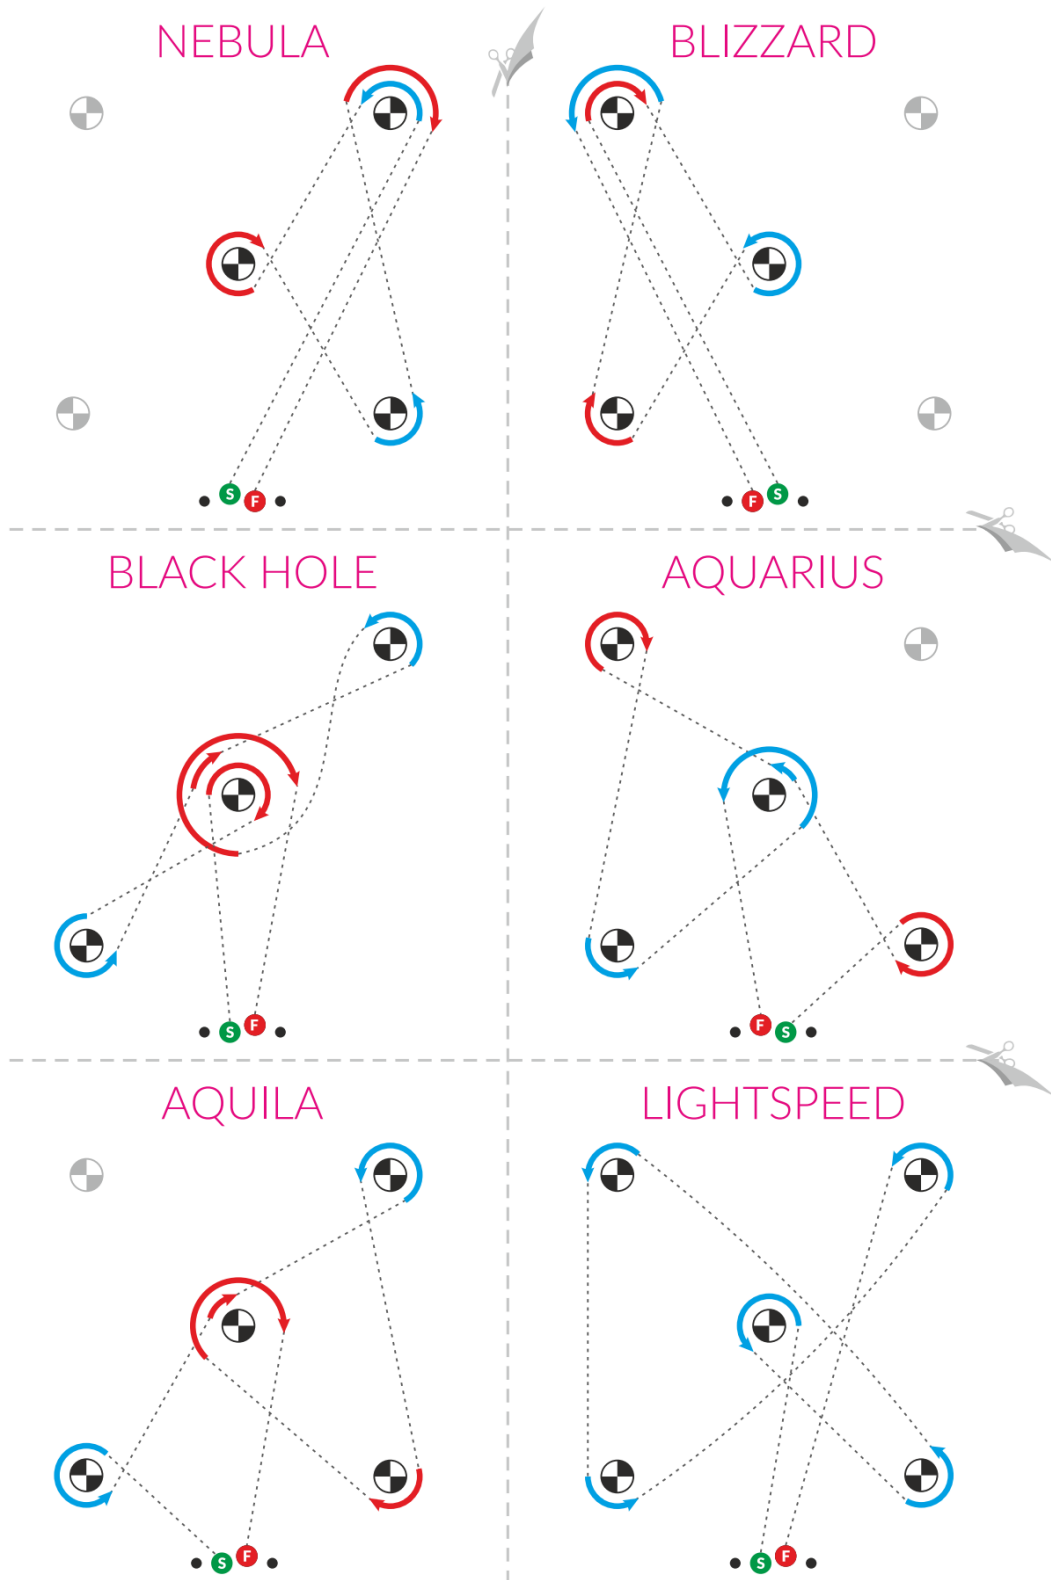 NEBULA
BLIZZARD
S F
F S
BLACK HOLE
AQUARIUS
S F
F S
AQUILA
LIGHTSPEED
S F
S F